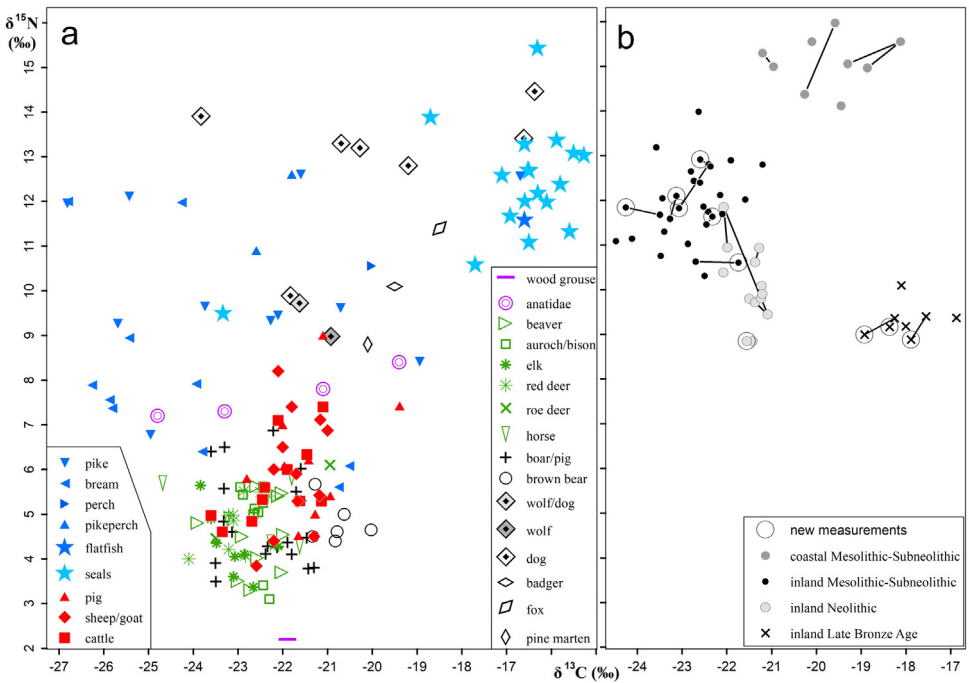 δ¹⁵N
(‰)
a
b
15
14
13
12
11
10
9
8
7
6
5
4
3
2
pike
bream
perch
pikeperch
flatfish
seals
pig
sheep/goat
cattle
wood grouse
anatidae
beaver
auroch/bison
elk
red deer
roe deer
horse
boar/pig
brown bear
wolf/dog
wolf
dog
badger
fox
pine marten
new measurements
coastal Mesolithic-Subneolithic
inland Mesolithic-Subneolithic
inland Neolithic
inland Late Bronze Age
-27 -26 -25 -24 -23 -22 -21 -20 -19 -17 -16 -24 -23 -22 -21 -20 -19 -18 -17
δ¹³C (‰)